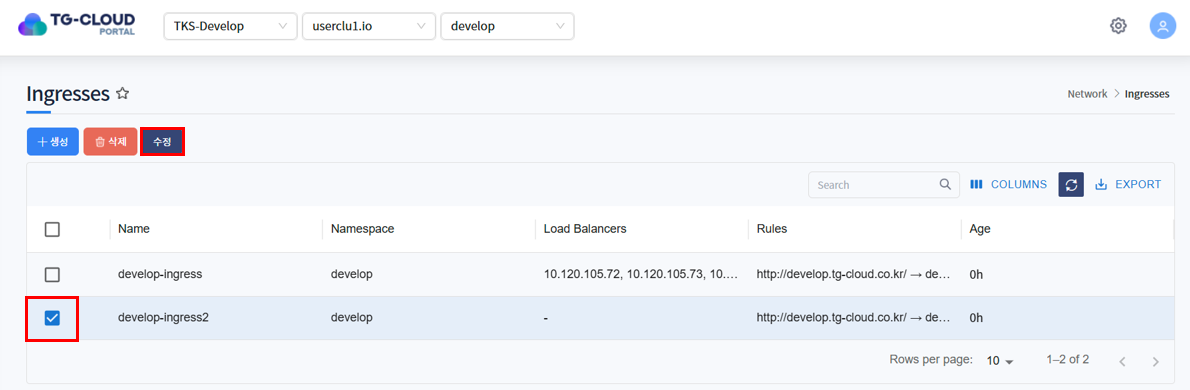 TG-CLOUD
PORTAL
TKS-Develop
userclu1.io
develop
Ingresses
Network > Ingresses
+ 생성
삭제
수정
Search
COLUMNS
EXPORT
Name Namespace Load Balancers Rules Age
develop-ingress develop 10.120.105.72, 10.120.105.73, 10.... http://develop.tg-cloud.co.kr/ → de... 0h
develop-ingress2 develop - http://develop.tg-cloud.co.kr/ → de... 0h
Rows per page: 10 1–2 of 2